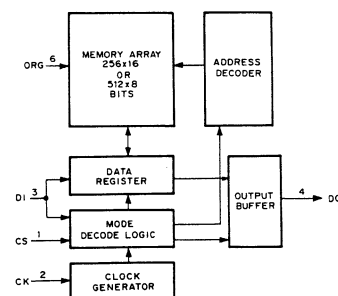 MEMORY ARRAY
256x16
OR
512x8
BITS
ADDRESS
DECODER
ORG 6
DATA
REGISTER
DI 3
MODE
DECODE LOGIC
CS 1
OUTPUT
BUFFER
4 DO
CK 2
CLOCK
GENERATOR